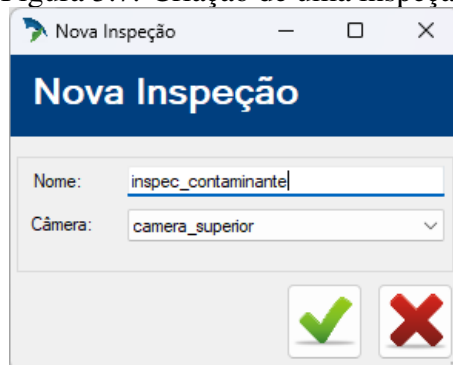 Nova Inspeção
Nova Inspeção
Nome: inspec_contaminante
Câmera: camera_superior